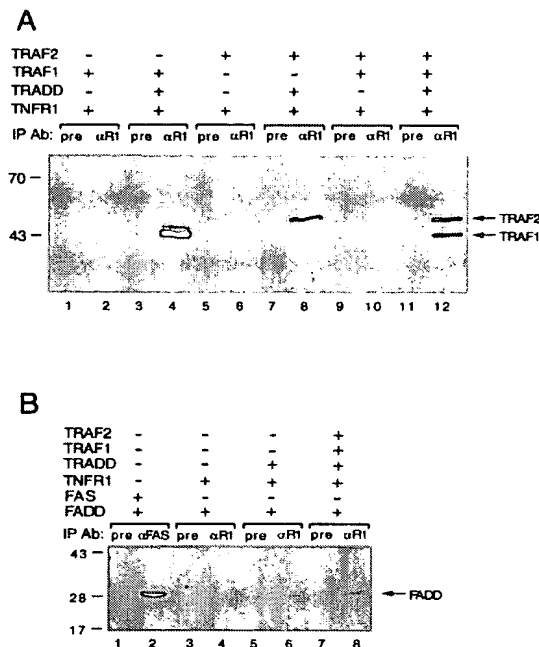 A
TRAF2 - - + + + +
TRAF1 + + - - + +
TRADD - + - + - +
TNFR1 + + + + + +
IP Ab: pre αR1 pre αR1 pre αR1 pre αR1 pre αR1 pre αR1
70
43
TRAF2
TRAF1
1 2 3 4 5 6 7 8 9 10 11 12
B
TRAF2 - - - +
TRAF1 - - - +
TRADD - - + +
TNFR1 - + + +
FAS + - - -
FADD + + + +
IP Ab: pre αFAS pre αR1 pre αR1 pre αR1
43
28
17
FADD
1 2 3 4 5 6 7 8